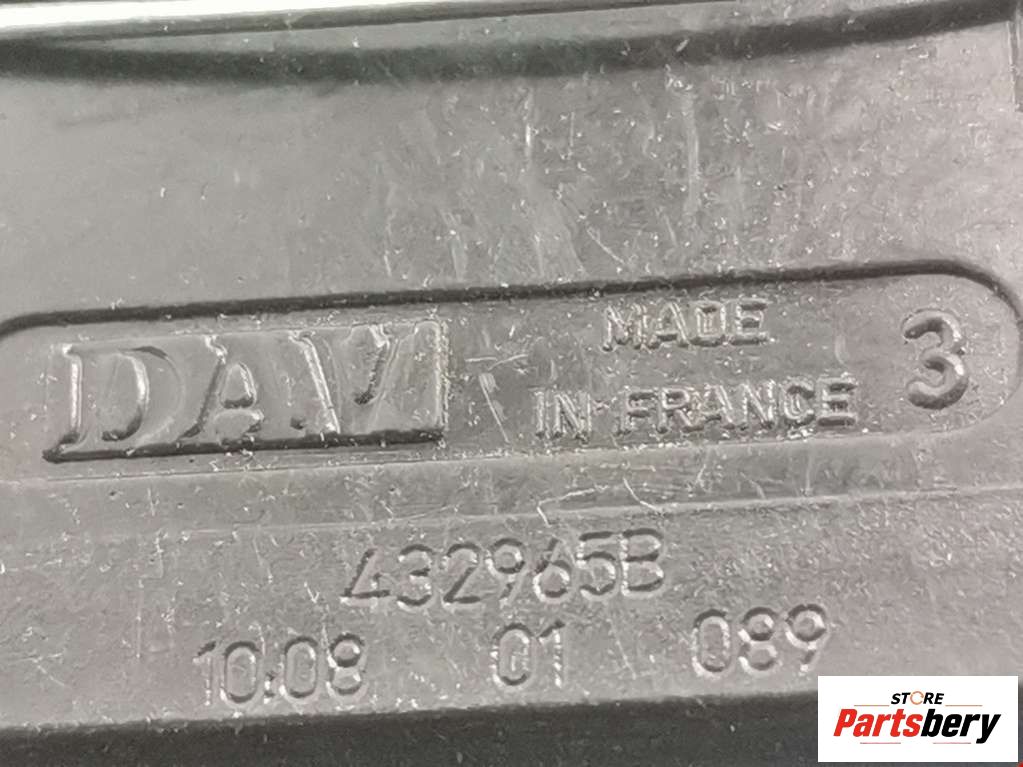 DAV
MADE
IN FRANCE
3
432965B
10:08 01 089
STORE
Partsbery